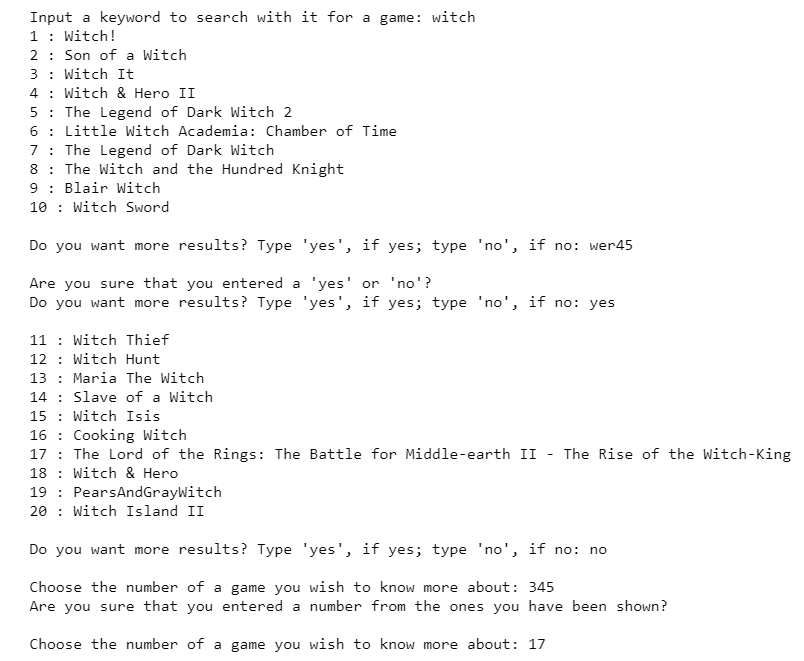 Input a keyword to search with it for a game: witch
1 : Witch!
2 : Son of a Witch
3 : Witch It
4 : Witch & Hero II
5 : The Legend of Dark Witch 2
6 : Little Witch Academia: Chamber of Time
7 : The Legend of Dark Witch
8 : The Witch and the Hundred Knight
9 : Blair Witch
10 : Witch Sword
Do you want more results? Type 'yes', if yes; type 'no', if no: wer45
Are you sure that you entered a 'yes' or 'no'?
Do you want more results? Type 'yes', if yes; type 'no', if no: yes
11 : Witch Thief
12 : Witch Hunt
13 : Maria The Witch
14 : Slave of a Witch
15 : Witch Isis
16 : Cooking Witch
17 : The Lord of the Rings: The Battle for Middle-earth II - The Rise of the Witch-King
18 : Witch & Hero
19 : PearsAndGrayWitch
20 : Witch Island II
Do you want more results? Type 'yes', if yes; type 'no', if no: no
Choose the number of a game you wish to know more about: 345
Are you sure that you entered a number from the ones you have been shown?
Choose the number of a game you wish to know more about: 17